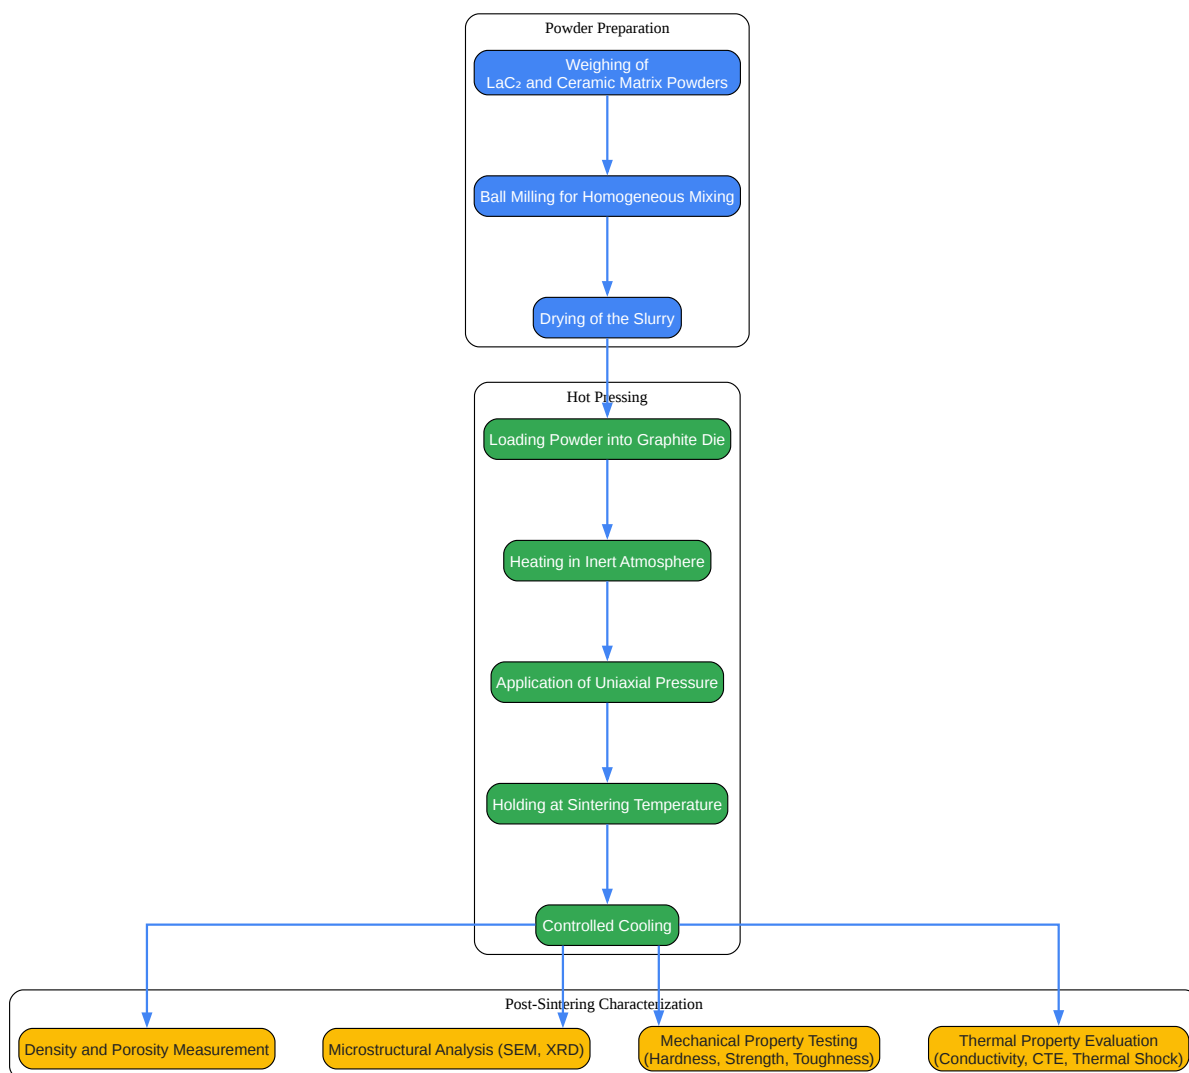 Powder Preparation
Weighing of
LaC₂ and Ceramic Matrix Powders
Ball Milling for Homogeneous Mixing
Drying of the Slurry
Hot Pressing
Loading Powder into Graphite Die
Heating in Inert Atmosphere
Application of Uniaxial Pressure
Holding at Sintering Temperature
Controlled Cooling
Post-Sintering Characterization
Density and Porosity Measurement
Microstructural Analysis (SEM, XRD)
Mechanical Property Testing
(Hardness, Strength, Toughness)
Thermal Property Evaluation
(Conductivity, CTE, Thermal Shock)